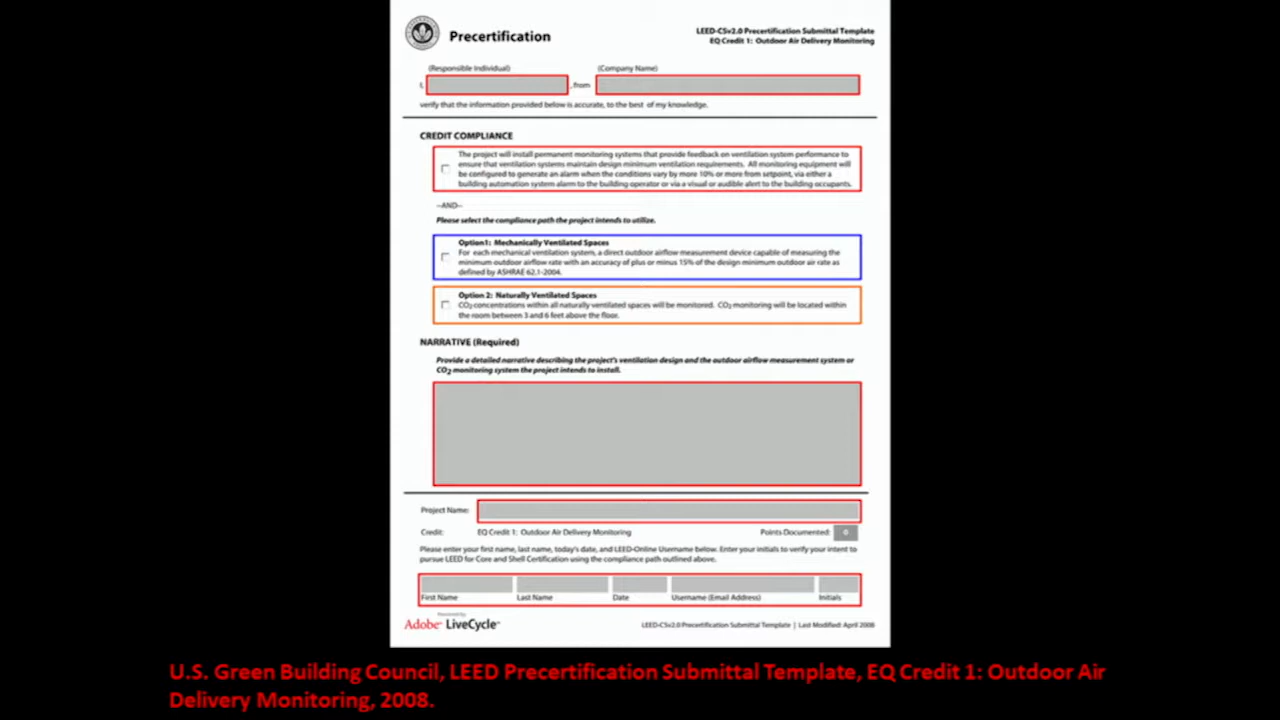 Precertification
LEED-CSv2.0 Precertification Submittal Template
EQ Credit 1: Outdoor Air Delivery Monitoring
(Responsible Individual) (Company Name)
I, , from
verify that the information provided below is accurate, to the best of my knowledge.
CREDIT COMPLIANCE
The project will install permanent monitoring systems that provide feedback on ventilation system performance to
ensure that ventilation systems maintain design minimum ventilation requirements. All monitoring equipment will
be configured to generate an alarm when the conditions vary by more 10% or more from setpoint, via either a
building automation system alarm to the building operator or via a visual or audible alert to the building occupants.
--AND--
Please select the compliance path the project intends to utilize.
Option1: Mechanically Ventilated Spaces
For each mechanical ventilation system, a direct outdoor airflow measurement device capable of measuring the
minimum outdoor airflow rate with an accuracy of plus or minus 15% of the design minimum outdoor air rate as
defined by ASHRAE 62.1-2004.
Option 2: Naturally Ventilated Spaces
CO2 concentrations within all naturally ventilated spaces will be monitored. CO2 monitoring will be located within
the room between 3 and 6 feet above the floor.
NARRATIVE (Required)
Provide a detailed narrative describing the project's ventilation design and the outdoor airflow measurement system or
CO2 monitoring system the project intends to install.
Project Name:
Credit: EQ Credit 1: Outdoor Air Delivery Monitoring Points Documented: 0
Please enter your first name, last name, today's date, and LEED-Online Username below. Enter your initials to verify your intent to
pursue LEED for Core and Shell Certification using the compliance path outlined above.
First Name Last Name Date Username (Email Address) Initials
Powered by
Adobe LiveCycle
LEED-CSv2.0 Precertification Submittal Template | Last Modified: April 2008
U.S. Green Building Council, LEED Precertification Submittal Template, EQ Credit 1: Outdoor Air
Delivery Monitoring, 2008.